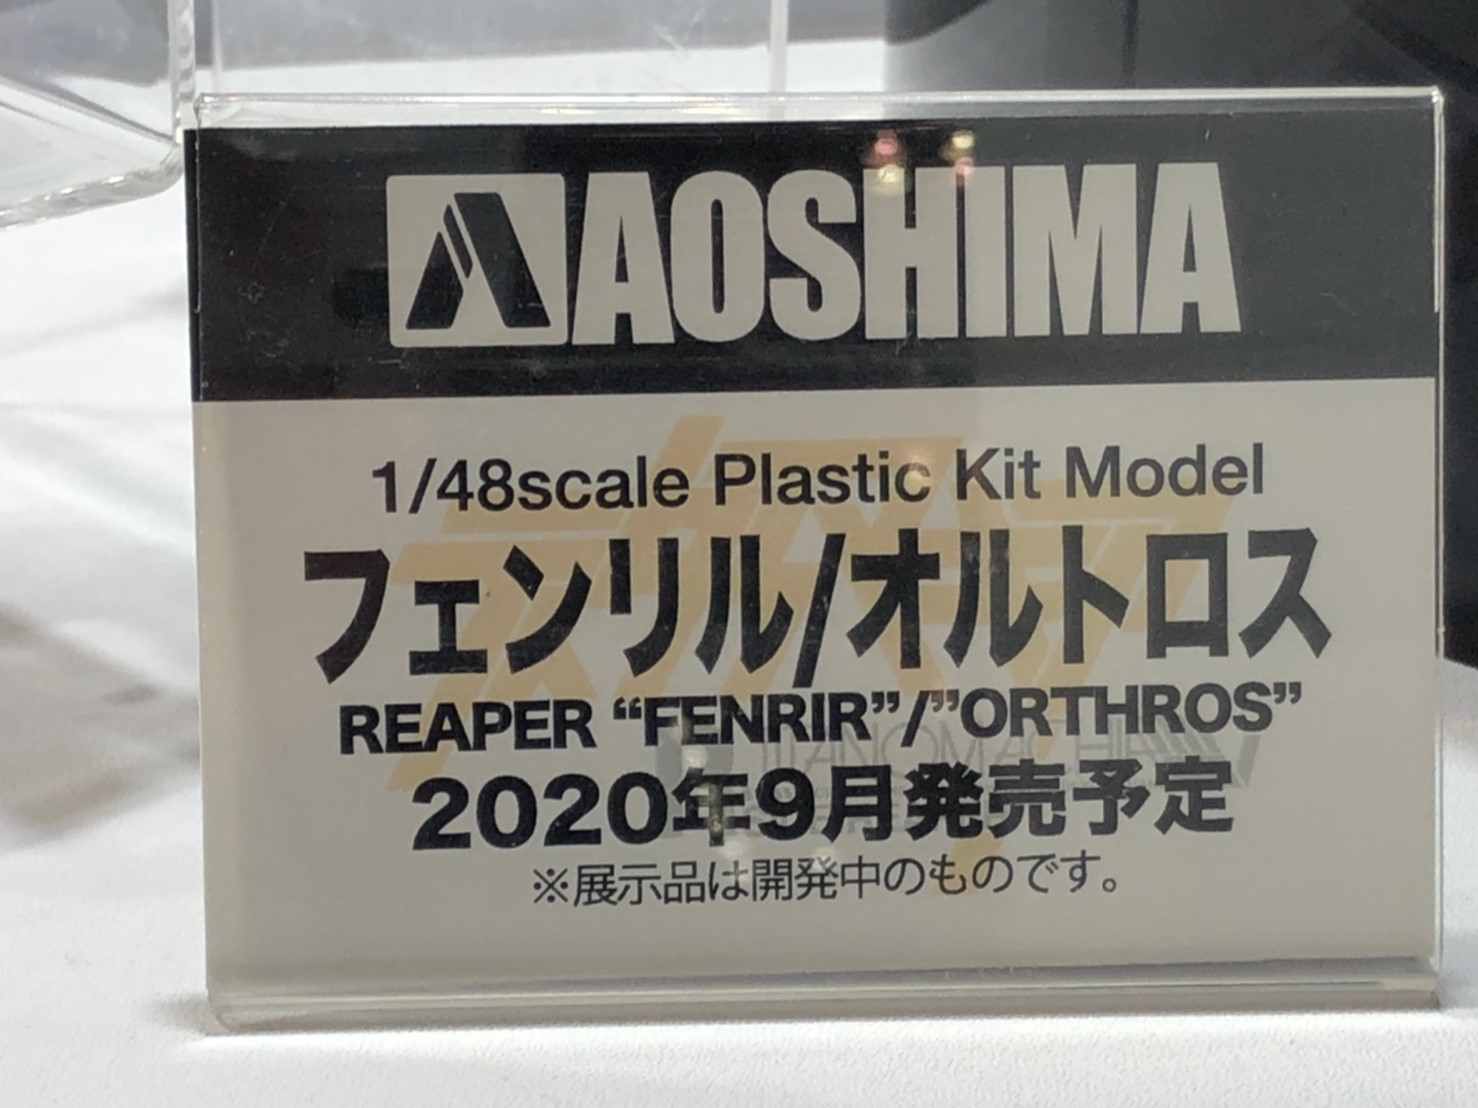 AOSHIMA
1/48scale Plastic Kit Model
フェンリル/オルトロス
REAPER “FENRIR”/”ORTHROS”
2020年9月発売予定
※展示品は開発中のものです。
TITANOMACHIA